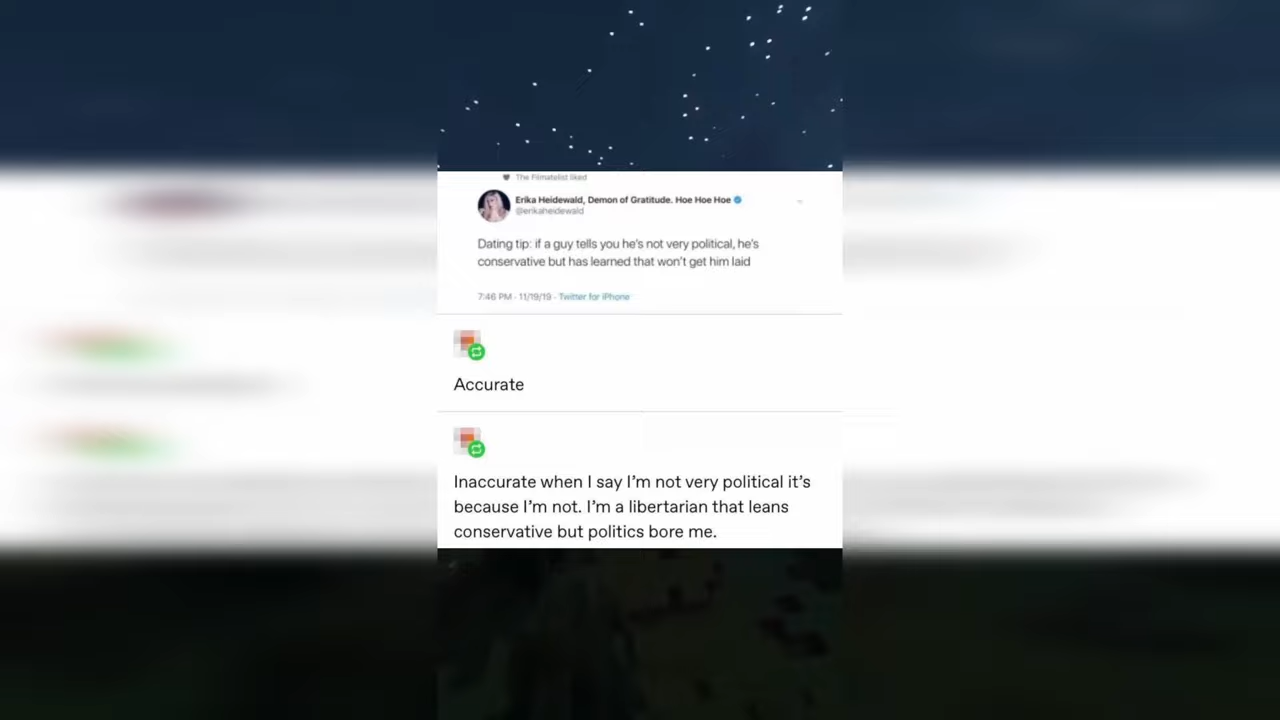 The Filmatelist liked
Erika Heidewald, Demon of Gratitude. Hoe Hoe Hoe
@erikaheidewald
Dating tip: if a guy tells you he's not very political, he's
conservative but has learned that won't get him laid
7:46 PM · 11/19/19 · Twitter for iPhone
Accurate
Inaccurate when I say I'm not very political it's
because I'm not. I'm a libertarian that leans
conservative but politics bore me.